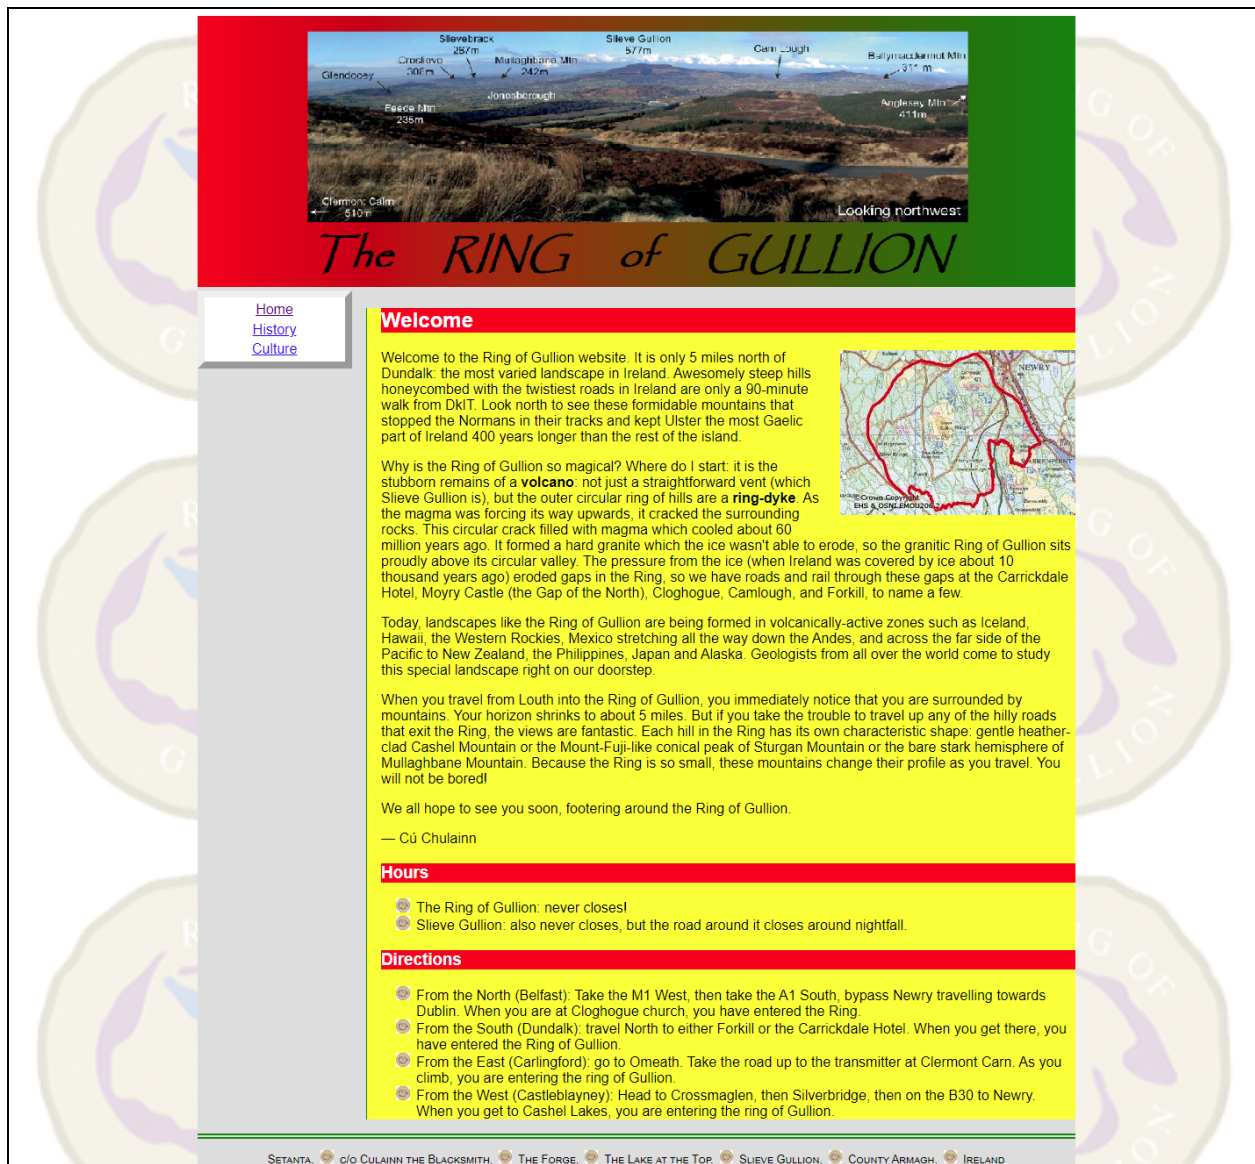 Slievebrack
287m
Slieve Gullion
577m
Croslieve
308m
Mullaghbane Mtn
242m
Cam Lough
Ballymacdermot Mtn
311 m
Glendooey
Jonesborough
Feede Mtn
235m
Anglesey Mtn
411m
Clermont Cairn
510m
Looking northwest
The RING of GULLION
Home
History
Culture
Welcome
Welcome to the Ring of Gullion website. It is only 5 miles north of
Dundalk: the most varied landscape in Ireland. Awesomely steep hills
honeycombed with the twistiest roads in Ireland are only a 90-minute
walk from DkIT. Look north to see these formidable mountains that
stopped the Normans in their tracks and kept Ulster the most Gaelic
part of Ireland 400 years longer than the rest of the island.
NEWRY
WARRENPOINT
©Crown Copyright
EHS & OSNI EMOU206.2
Why is the Ring of Gullion so magical? Where do I start: it is the
stubborn remains of a volcano: not just a straightforward vent (which
Slieve Gullion is), but the outer circular ring of hills are a ring-dyke. As
the magma was forcing its way upwards, it cracked the surrounding
rocks. This circular crack filled with magma which cooled about 60
million years ago. It formed a hard granite which the ice wasn't able to erode, so the granitic Ring of Gullion sits
proudly above its circular valley. The pressure from the ice (when Ireland was covered by ice about 10
thousand years ago) eroded gaps in the Ring, so we have roads and rail through these gaps at the Carrickdale
Hotel, Moyry Castle (the Gap of the North), Cloghogue, Camlough, and Forkill, to name a few.
Today, landscapes like the Ring of Gullion are being formed in volcanically-active zones such as Iceland,
Hawaii, the Western Rockies, Mexico stretching all the way down the Andes, and across the far side of the
Pacific to New Zealand, the Philippines, Japan and Alaska. Geologists from all over the world come to study
this special landscape right on our doorstep.
When you travel from Louth into the Ring of Gullion, you immediately notice that you are surrounded by
mountains. Your horizon shrinks to about 5 miles. But if you take the trouble to travel up any of the hilly roads
that exit the Ring, the views are fantastic. Each hill in the Ring has its own characteristic shape: gentle heather-
clad Cashel Mountain or the Mount-Fuji-like conical peak of Sturgan Mountain or the bare stark hemisphere of
Mullaghbane Mountain. Because the Ring is so small, these mountains change their profile as you travel. You
will not be bored!
We all hope to see you soon, footering around the Ring of Gullion.
— Cú Chulainn
Hours
The Ring of Gullion: never closes!
Slieve Gullion: also never closes, but the road around it closes around nightfall.
Directions
From the North (Belfast): Take the M1 West, then take the A1 South, bypass Newry travelling towards
Dublin. When you are at Cloghogue church, you have entered the Ring.
From the South (Dundalk): travel North to either Forkill or the Carrickdale Hotel. When you get there, you
have entered the Ring of Gullion.
From the East (Carlingford): go to Omeath. Take the road up to the transmitter at Clermont Carn. As you
climb, you are entering the ring of Gullion.
From the West (Castleblayney): Head to Crossmaglen, then Silverbridge, then on the B30 to Newry.
When you get to Cashel Lakes, you are entering the ring of Gullion.
SETANTA, C/O CULAINN THE BLACKSMITH, THE FORGE, THE LAKE AT THE TOP, SLIEVE GULLION, COUNTY ARMAGH, IRELAND